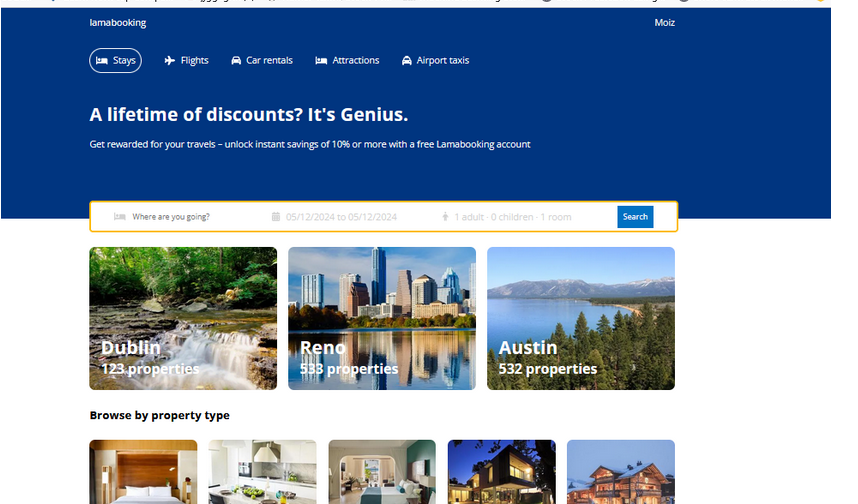 lamabooking
Moiz
Stays
Flights
Car rentals
Attractions
Airport taxis
A lifetime of discounts? It's Genius.
Get rewarded for your travels – unlock instant savings of 10% or more with a free Lamabooking account
Where are you going?
05/12/2024 to 05/12/2024
1 adult · 0 children · 1 room
Search
Dublin
123 properties
Reno
533 properties
Austin
532 properties
Browse by property type